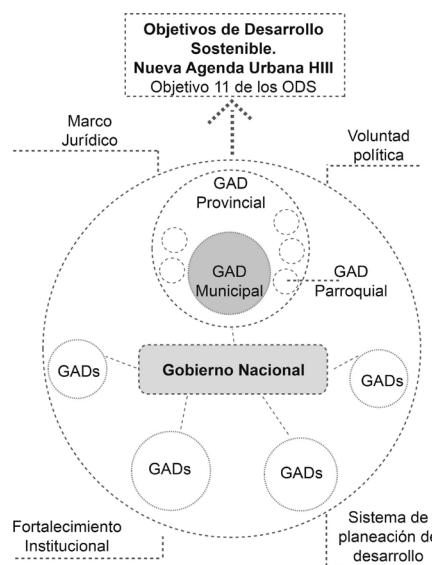 Objetivos de Desarrollo
Sostenible.
Nueva Agenda Urbana HIII
Objetivo 11 de los ODS
Marco
Jurídico
Voluntad
política
GAD
Provincial
GAD
Municipal
GAD
Parroquial
Gobierno Nacional
GADs
GADs
GADs
GADs
Fortalecimiento
Institucional
Sistema de
planeación de
desarrollo